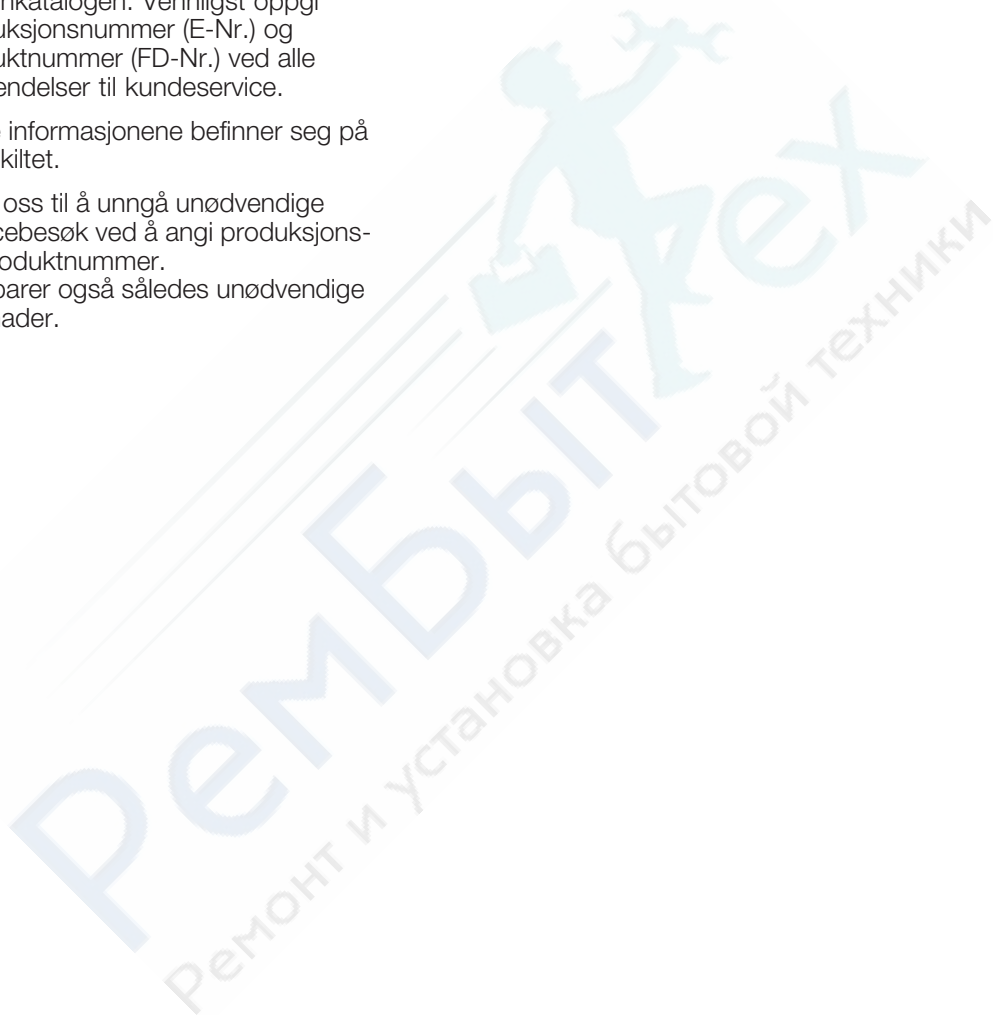 nkatalogen. Vennligst oppgi
uksjonsnummer (E-Nr.) og
uktnummer (FD-Nr.) ved alle
endelser til kundeservice.
informasjonene befinner seg på
kiltet.
oss til å unngå unødvendige
cebesøk ved å angi produksjons-
oduktnummer.
parer også således unødvendige
ader.
РемБытТех
Ремонт и установка бытовой техники